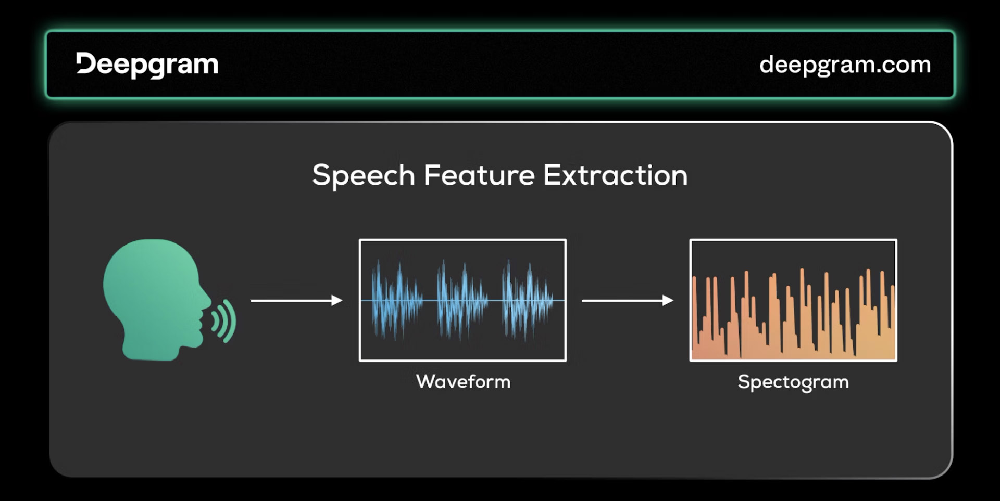 Deepgram
deepgram.com
Speech Feature Extraction
Waveform
Spectogram